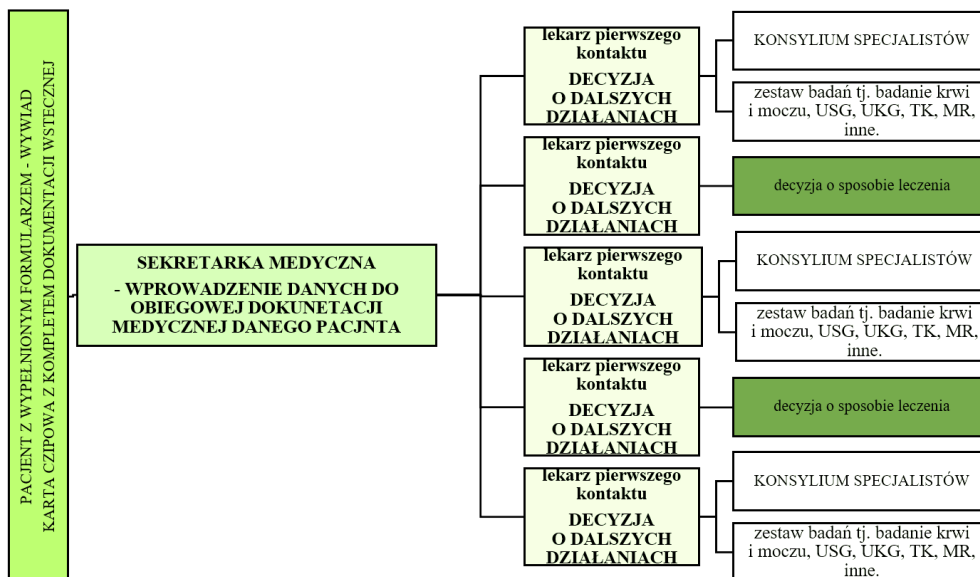 PACJENT Z WYPEŁNIONYM FORMULARZEM - WYWIAD
KARTA CZIPOWA Z KOMPLETEM DOKUMENTACJI WSTECZNEJ
SEKRETARKA MEDYCZNA
- WPROWADZENIE DANYCH DO
OBIEGOWEJ DOKUNETACJI
MEDYCZNEJ DANEGO PACJNTA
lekarz pierwszego
kontaktu
DECYZJA
O DALSZYCH
DZIAŁANIACH
KONSYLIUM SPECJALISTÓW
zestaw badań tj. badanie krwi
i moczu, USG, UKG, TK, MR,
inne.
lekarz pierwszego
kontaktu
DECYZJA
O DALSZYCH
DZIAŁANIACH
decyzja o sposobie leczenia
lekarz pierwszego
kontaktu
DECYZJA
O DALSZYCH
DZIAŁANIACH
KONSYLIUM SPECJALISTÓW
zestaw badań tj. badanie krwi
i moczu, USG, UKG, TK, MR,
inne.
lekarz pierwszego
kontaktu
DECYZJA
O DALSZYCH
DZIAŁANIACH
decyzja o sposobie leczenia
lekarz pierwszego
kontaktu
DECYZJA
O DALSZYCH
DZIAŁANIACH
KONSYLIUM SPECJALISTÓW
zestaw badań tj. badanie krwi
i moczu, USG, UKG, TK, MR,
inne.